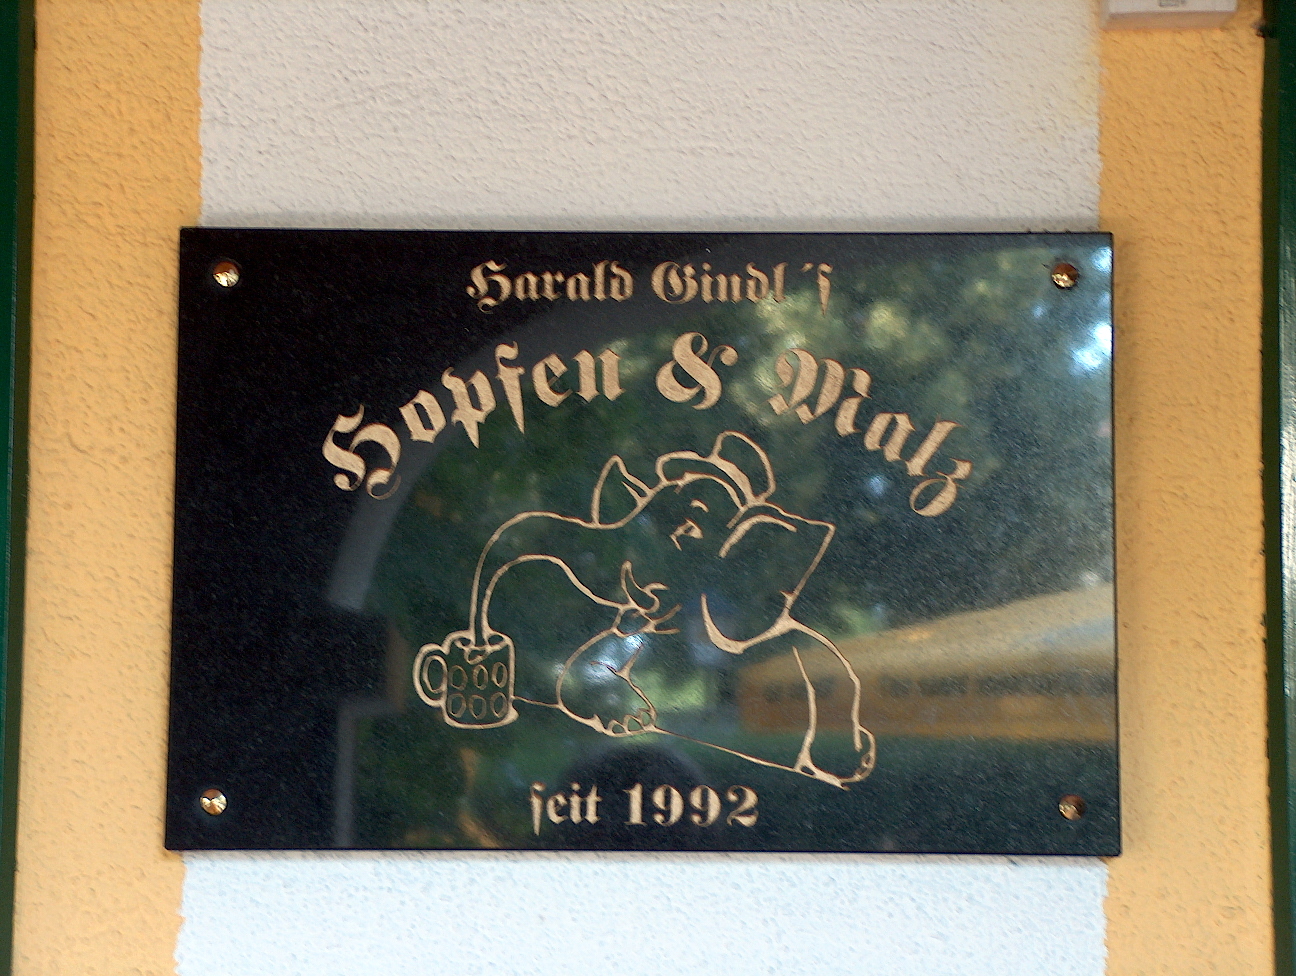 Harald Gindl´ſ
Hopfen & Malz
ſeit 1992